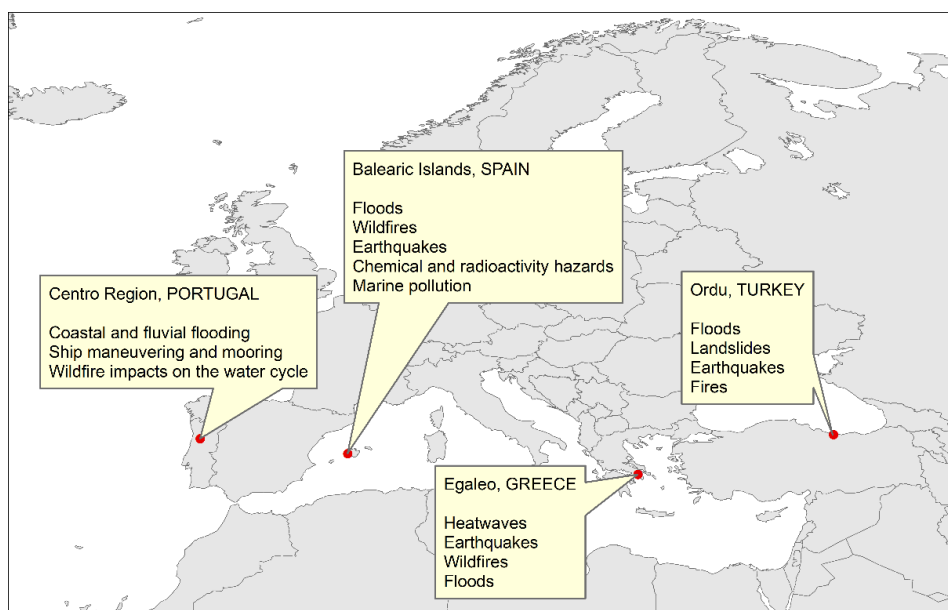 Balearic Islands, SPAIN
Floods
Wildfires
Earthquakes
Chemical and radioactivity hazards
Marine pollution
Centro Region, PORTUGAL
Coastal and fluvial flooding
Ship maneuvering and mooring
Wildfire impacts on the water cycle
Ordu, TURKEY
Floods
Landslides
Earthquakes
Fires
Egaleo, GREECE
Heatwaves
Earthquakes
Wildfires
Floods